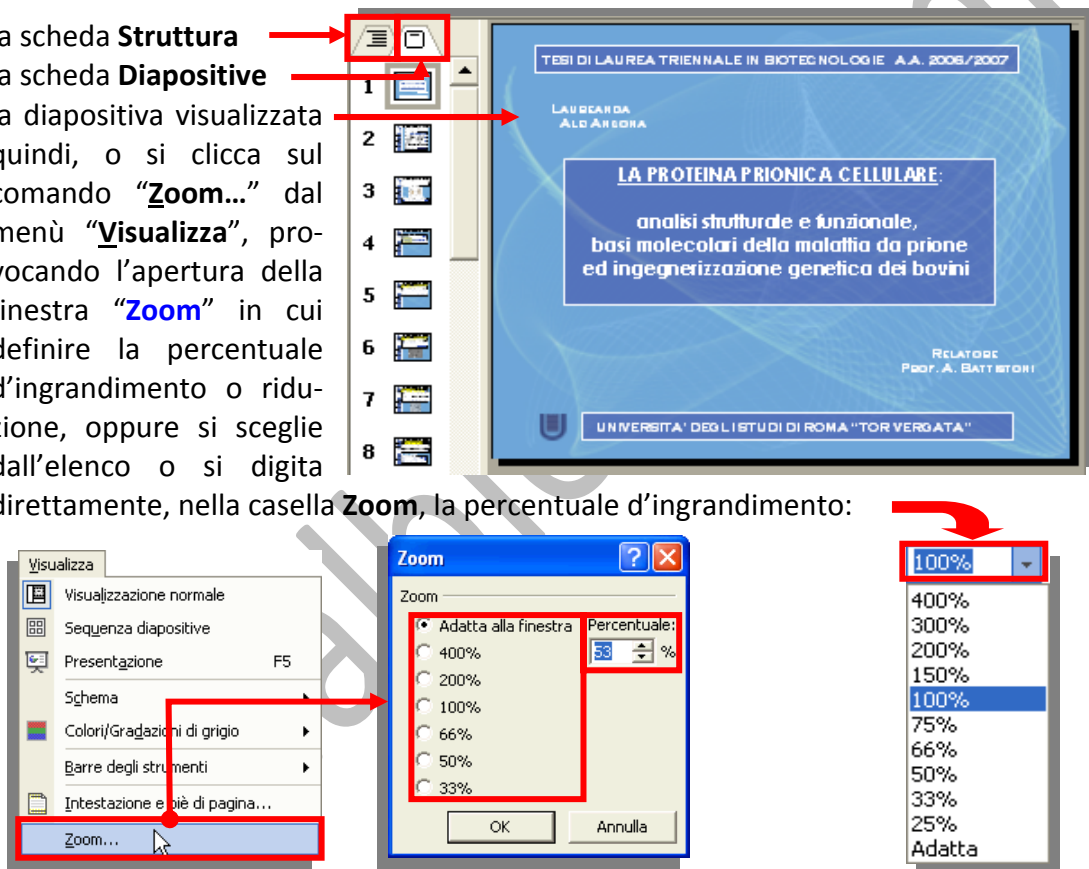 a scheda Struttura
a scheda Diapositive
a diapositiva visualizzata
quindi, o si clicca sul
comando “Zoom…” dal
menù “Visualizza”, pro-
vocando l’apertura della
finestra “Zoom” in cui
definire la percentuale
d’ingrandimento o ridu-
zione, oppure si sceglie
dall’elenco o si digita
direttamente, nella casella Zoom, la percentuale d’ingrandimento:
1
2
3
4
5
6
7
8
TESI DI LAUREA TRIENNALE IN BIOTECNOLOGIE A.A. 2006/2007
LAUREANDA
ALO ANCORA
LA PROTEINA PRIONICA CELLULARE:
analisi strutturale e funzionale,
basi molecolari della malattia da prione
ed ingegnerizzazione genetica dei bovini
RELATORE
PROF. A. BATTISTONI
UNIVERSITA' DEGLI STUDI DI ROMA "TOR VERGATA"
Visualizza
Visualizzazione normale
Sequenza diapositive
Presentazione F5
Schema
Colori/Gradazioni di grigio
Barre degli strumenti
Intestazione e piè di pagina...
Zoom...
Zoom
Zoom
Adatta alla finestra
400%
200%
100%
66%
50%
33%
Percentuale:
53 %
OK Annulla
100%
400%
300%
200%
150%
100%
75%
66%
50%
33%
25%
Adatta